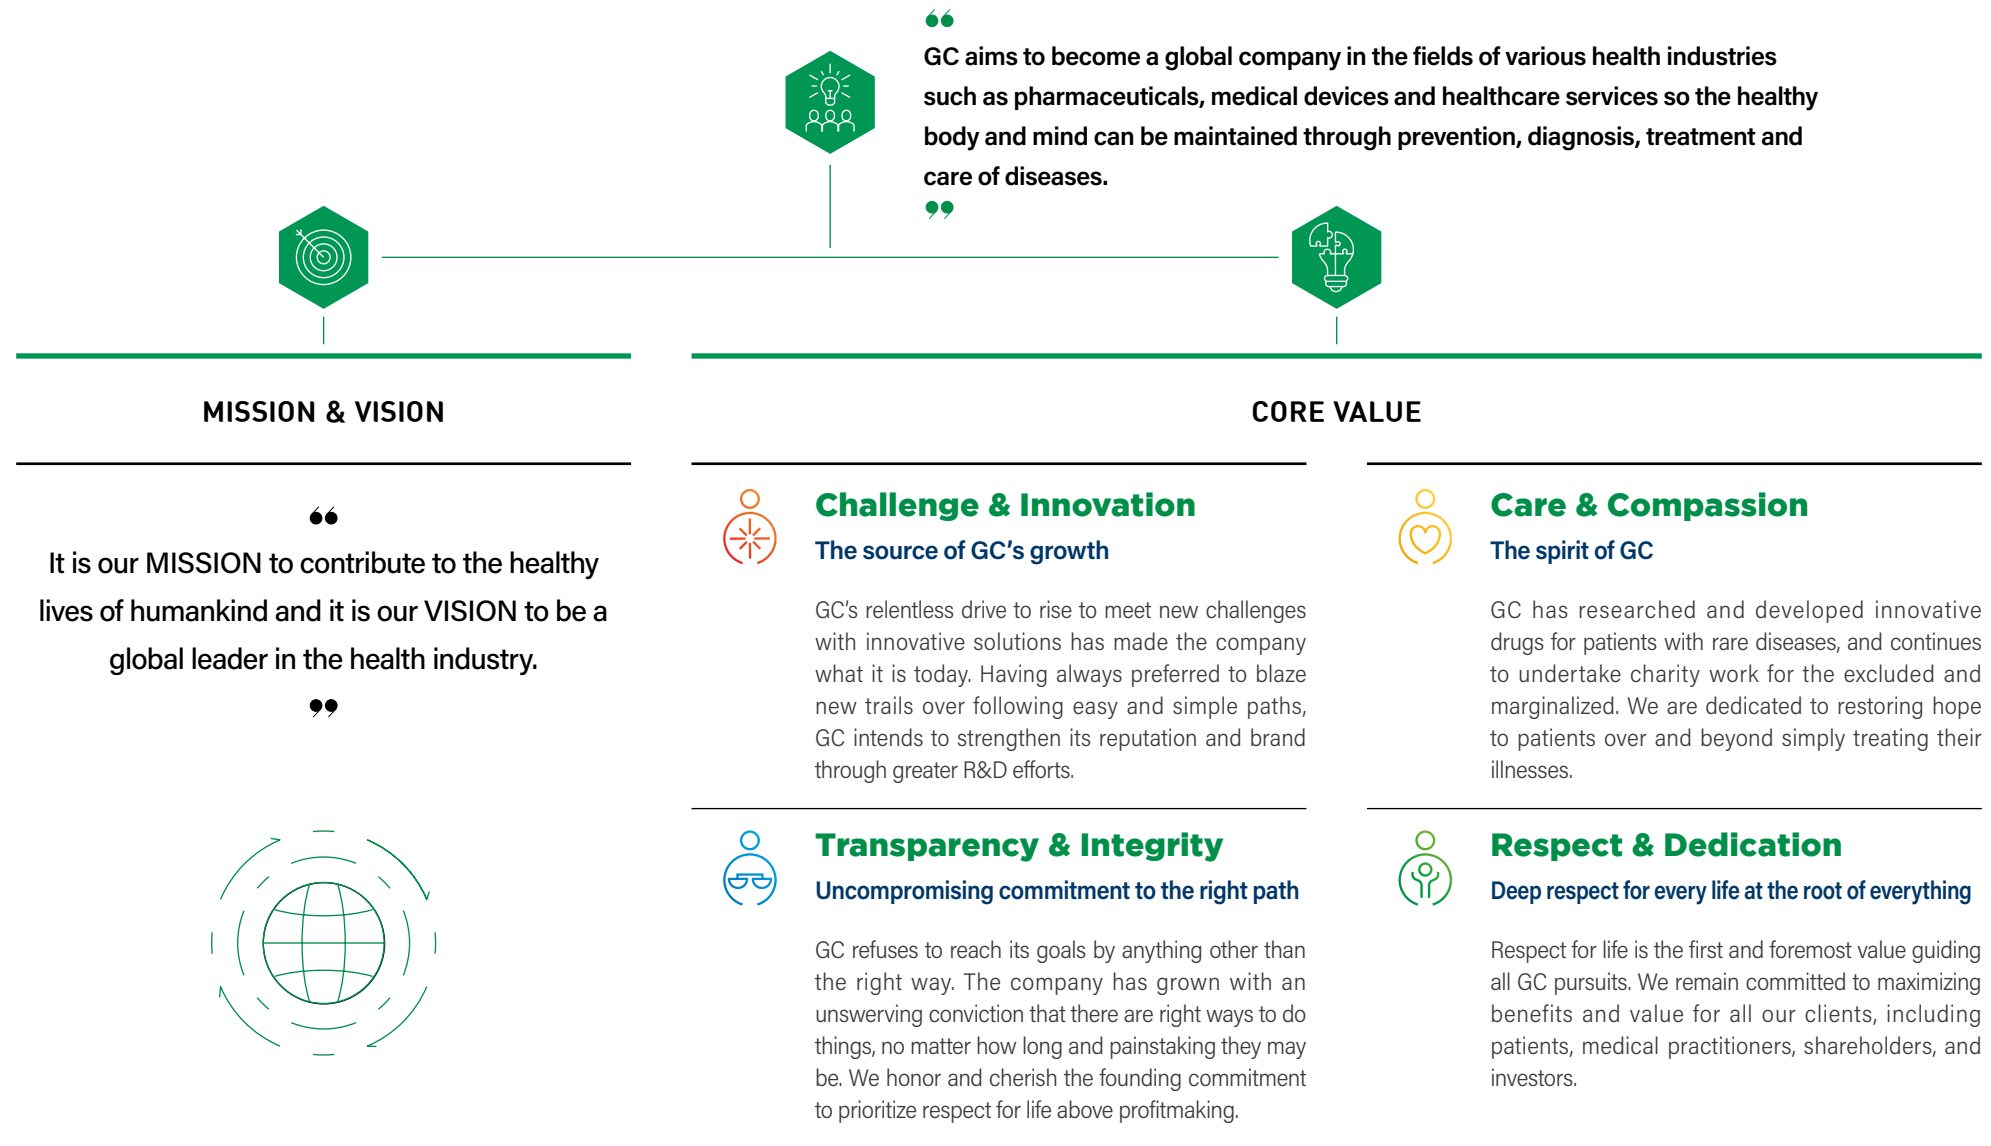 “
GC aims to become a global company in the fields of various health industries
such as pharmaceuticals, medical devices and healthcare services so the healthy
body and mind can be maintained through prevention, diagnosis, treatment and
care of diseases.
”
MISSION & VISION
“
It is our MISSION to contribute to the healthy
lives of humankind and it is our VISION to be a
global leader in the health industry.
”
CORE VALUE
Challenge & Innovation
The source of GC’s growth
GC’s relentless drive to rise to meet new challenges
with innovative solutions has made the company
what it is today. Having always preferred to blaze
new trails over following easy and simple paths,
GC intends to strengthen its reputation and brand
through greater R&D efforts.
Care & Compassion
The spirit of GC
GC has researched and developed innovative
drugs for patients with rare diseases, and continues
to undertake charity work for the excluded and
marginalized. We are dedicated to restoring hope
to patients over and beyond simply treating their
illnesses.
Transparency & Integrity
Uncompromising commitment to the right path
GC refuses to reach its goals by anything other than
the right way. The company has grown with an
unswerving conviction that there are right ways to do
things, no matter how long and painstaking they may
be. We honor and cherish the founding commitment
to prioritize respect for life above profitmaking.
Respect & Dedication
Deep respect for every life at the root of everything
Respect for life is the first and foremost value guiding
all GC pursuits. We remain committed to maximizing
benefits and value for all our clients, including
patients, medical practitioners, shareholders, and
investors.